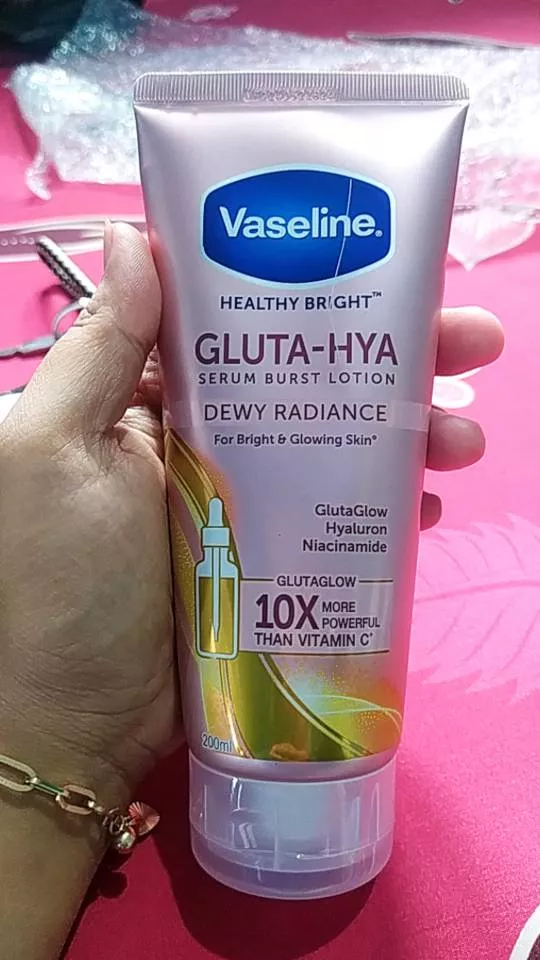 Vaseline.
HEALTHY BRIGHT™
GLUTA-HYA
SERUM BURST LOTION
DEWY RADIANCE
For Bright & Glowing Skin°
GlutaGlow
Hyaluron
Niacinamide
GLUTAGLOW
10X MORE
POWERFUL
THAN VITAMIN C*
200ml